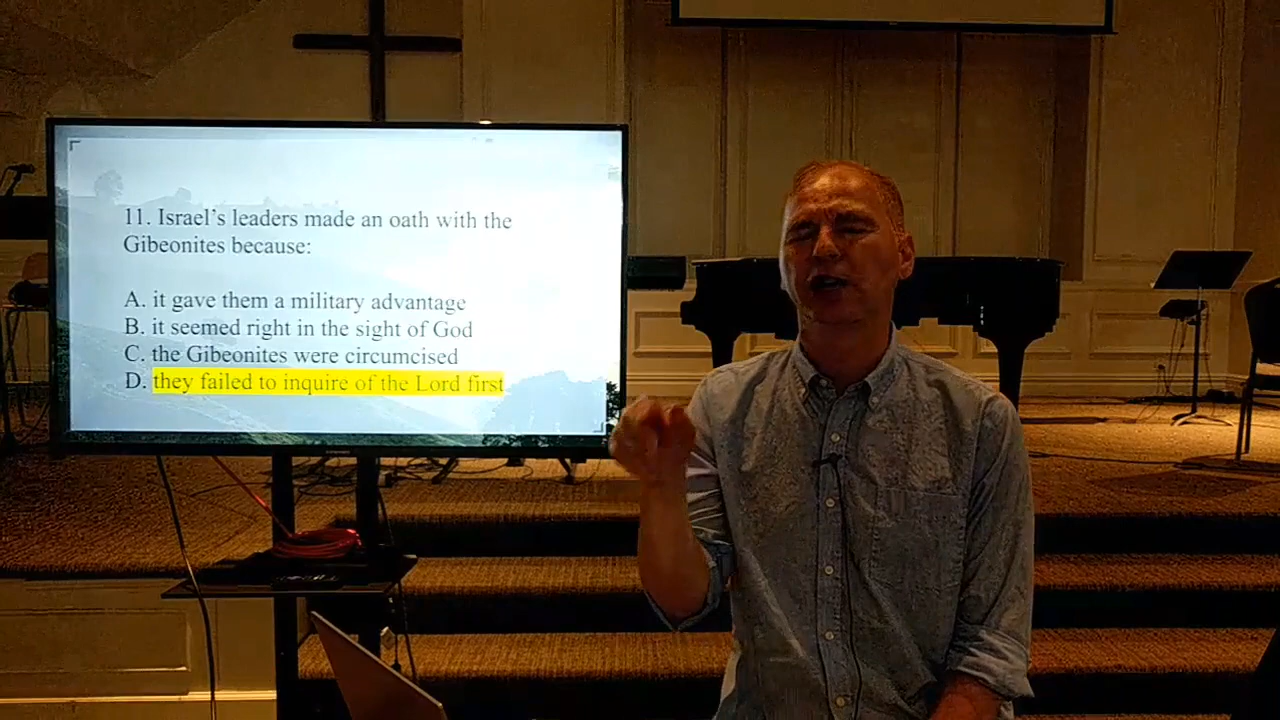 11. Israel's leaders made an oath with the
Gibeonites because:
A. it gave them a military advantage
B. it seemed right in the sight of God
C. the Gibeonites were circumcised
D. they failed to inquire of the Lord first